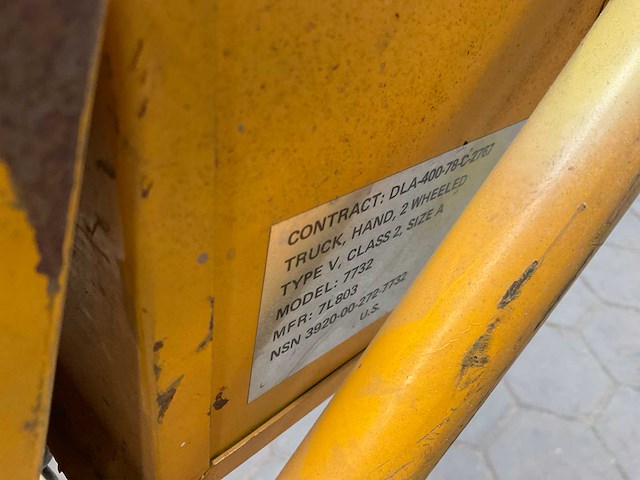 CONTRACT: DLA-400-78-C-2767
TRUCK, HAND, 2 WHEELED
TYPE V, CLASS 2, SIZE A
MODEL: 7732
MFR: 7L803
NSN 3920-00-272-7732
U.S.